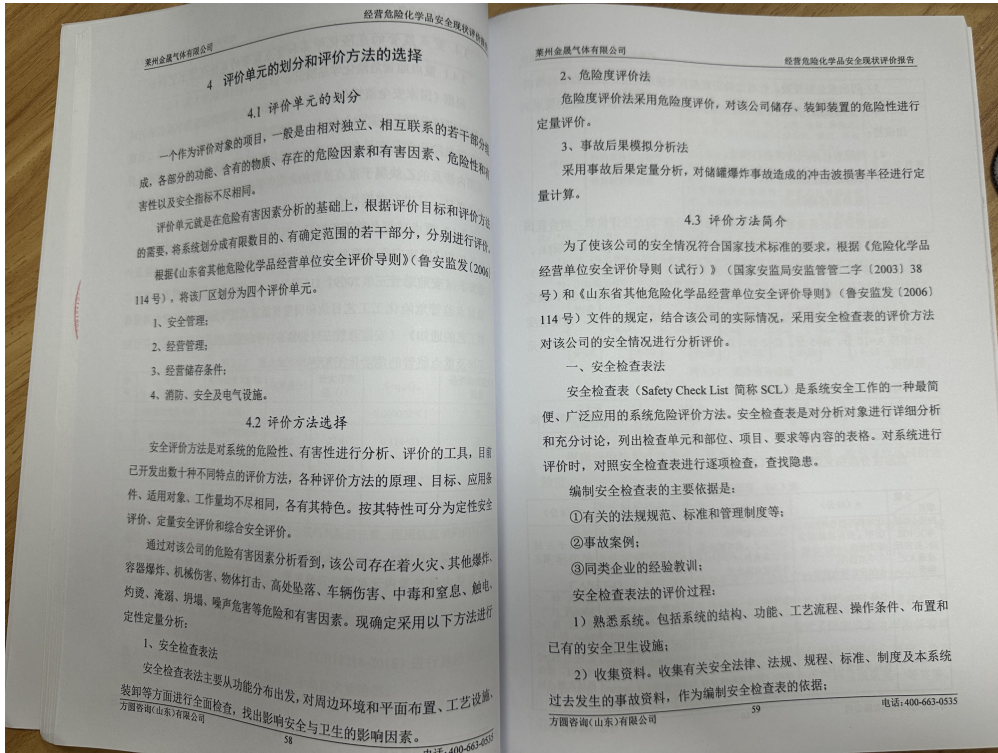 莱州金晟气体有限公司
经营危险化学品安全现状评价报告
4 评价单元的划分和评价方法的选择
4.1 评价单元的划分
一个作为评价对象的项目，一般是由相对独立、相互联系的若干部分组
成，各部分的功能、含有的物质、存在的危险因素和有害因素、危险性和有
害性以及安全指标不尽相同。
评价单元就是在危险有害因素分析的基础上，根据评价目标和评价方法
的需要，将系统划分成有限数目的、有确定范围的若干部分，分别进行评价。
根据《山东省其他危险化学品经营单位安全评价导则》（鲁安监发〔2006〕
114 号），将该厂区划分为四个评价单元。
1、安全管理；
2、经营管理；
3、经营储存条件；
4、消防、安全及电气设施。
4.2 评价方法选择
安全评价方法是对系统的危险性、有害性进行分析、评价的工具，目前
已开发出数十种不同特点的评价方法，各种评价方法的原理、目标、应用条
件、适用对象、工作量均不尽相同，各有其特色。按其特性可分为定性安全
评价、定量安全评价和综合安全评价。
通过对该公司的危险有害因素分析看到，该公司存在着火灾、其他爆炸、
容器爆炸、机械伤害、物体打击、高处坠落、车辆伤害、中毒和窒息、触电、
灼烫、淹溺、坍塌、噪声危害等危险和有害因素。现确定采用以下方法进行
定性定量分析：
1、安全检查表法
安全检查表法主要从功能分布出发，对周边环境和平面布置、工艺设施、
装卸等方面进行全面检查，找出影响安全与卫生的影响因素。
方圆咨询(山东)有限公司
58
电话：400-663-0535
莱州金晟气体有限公司
经营危险化学品安全现状评价报告
2、危险度评价法
危险度评价法采用危险度评价，对该公司储存、装卸装置的危险性进行
定量评价。
3、事故后果模拟分析法
采用事故后果定量分析，对储罐爆炸事故造成的冲击波损害半径进行定
量计算。
4.3 评价方法简介
为了使该公司的安全情况符合国家技术标准的要求，根据《危险化学品
经营单位安全评价导则（试行）》（国家安监局安监管管二字〔2003〕38
号）和《山东省其他危险化学品经营单位安全评价导则》（鲁安监发〔2006〕
114 号）文件的规定，结合该公司的实际情况，采用安全检查表的评价方法
对该公司的安全情况进行分析评价。
一、安全检查表法
安全检查表（Safety Check List 简称 SCL）是系统安全工作的一种最简
便、广泛应用的系统危险评价方法。安全检查表是对分析对象进行详细分析
和充分讨论，列出检查单元和部位、项目、要求等内容的表格。对系统进行
评价时，对照安全检查表进行逐项检查，查找隐患。
编制安全检查表的主要依据是：
①有关的法规规范、标准和管理制度等；
②事故案例；
③同类企业的经验教训；
安全检查表法的评价过程：
1）熟悉系统。包括系统的结构、功能、工艺流程、操作条件、布置和
已有的安全卫生设施；
2）收集资料。收集有关安全法律、法规、规程、标准、制度及本系统
过去发生的事故资料，作为编制安全检查表的依据；
方圆咨询(山东)有限公司
59
电话：400-663-0535